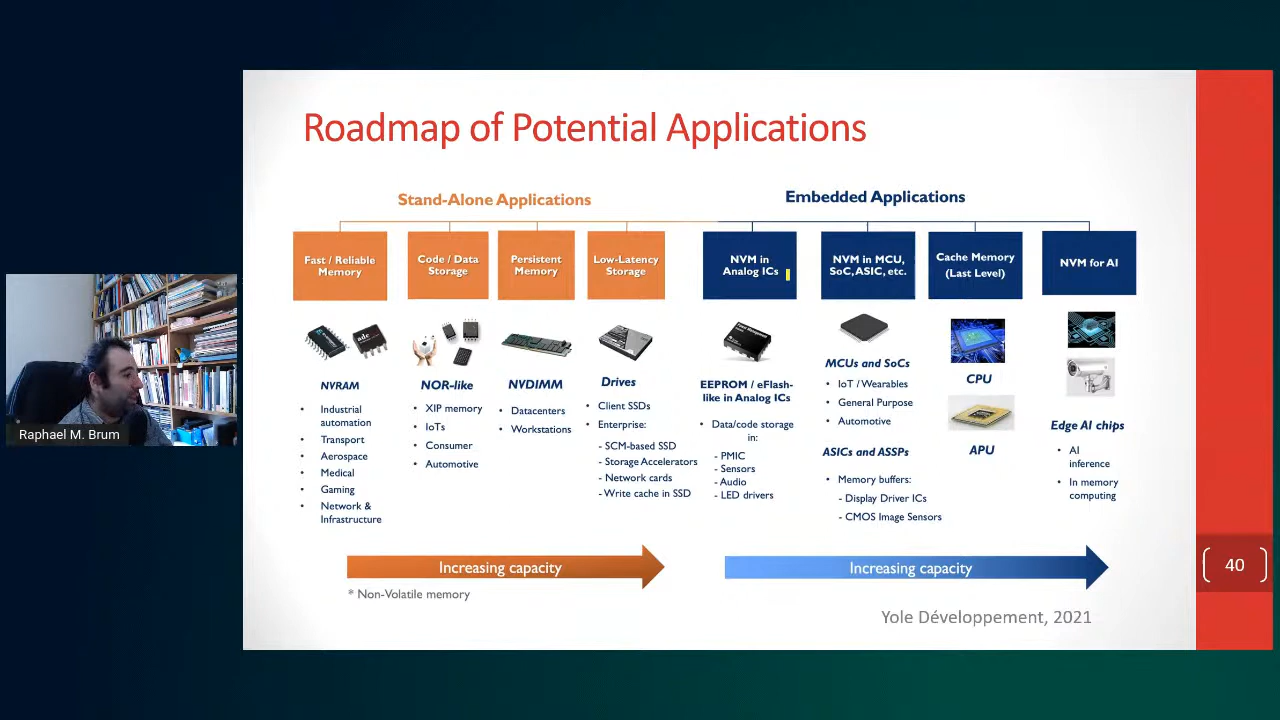 Roadmap of Potential Applications
Stand-Alone Applications
Embedded Applications
Fast / Reliable
Memory
Code / Data
Storage
Persistent
Memory
Low-Latency
Storage
NVM in
Analog ICs
NVM in MCU,
SoC, ASIC, etc.
Cache Memory
(Last Level)
NVM for AI
NVRAM
• Industrial
automation
• Transport
• Aerospace
• Medical
• Gaming
• Network &
Infrastructure
NOR-like
• XIP memory
• IoTs
• Consumer
• Automotive
NVDIMM
• Datacenters
• Workstations
Drives
• Client SSDs
• Enterprise:
- SCM-based SSD
- Storage Accelerators
- Network cards
- Write cache in SSD
EEPROM / eFlash-
like in Analog ICs
• Data/code storage
in:
- PMIC
- Sensors
- Audio
- LED drivers
MCUs and SoCs
• IoT / Wearables
• General Purpose
• Automotive
ASICs and ASSPs
• Memory buffers:
- Display Driver ICs
- CMOS Image Sensors
CPU
APU
Edge AI chips
• AI
inference
• In memory
computing
Increasing capacity
Increasing capacity
* Non-Volatile memory
Yole Développement, 2021
40
Raphael M. Brum